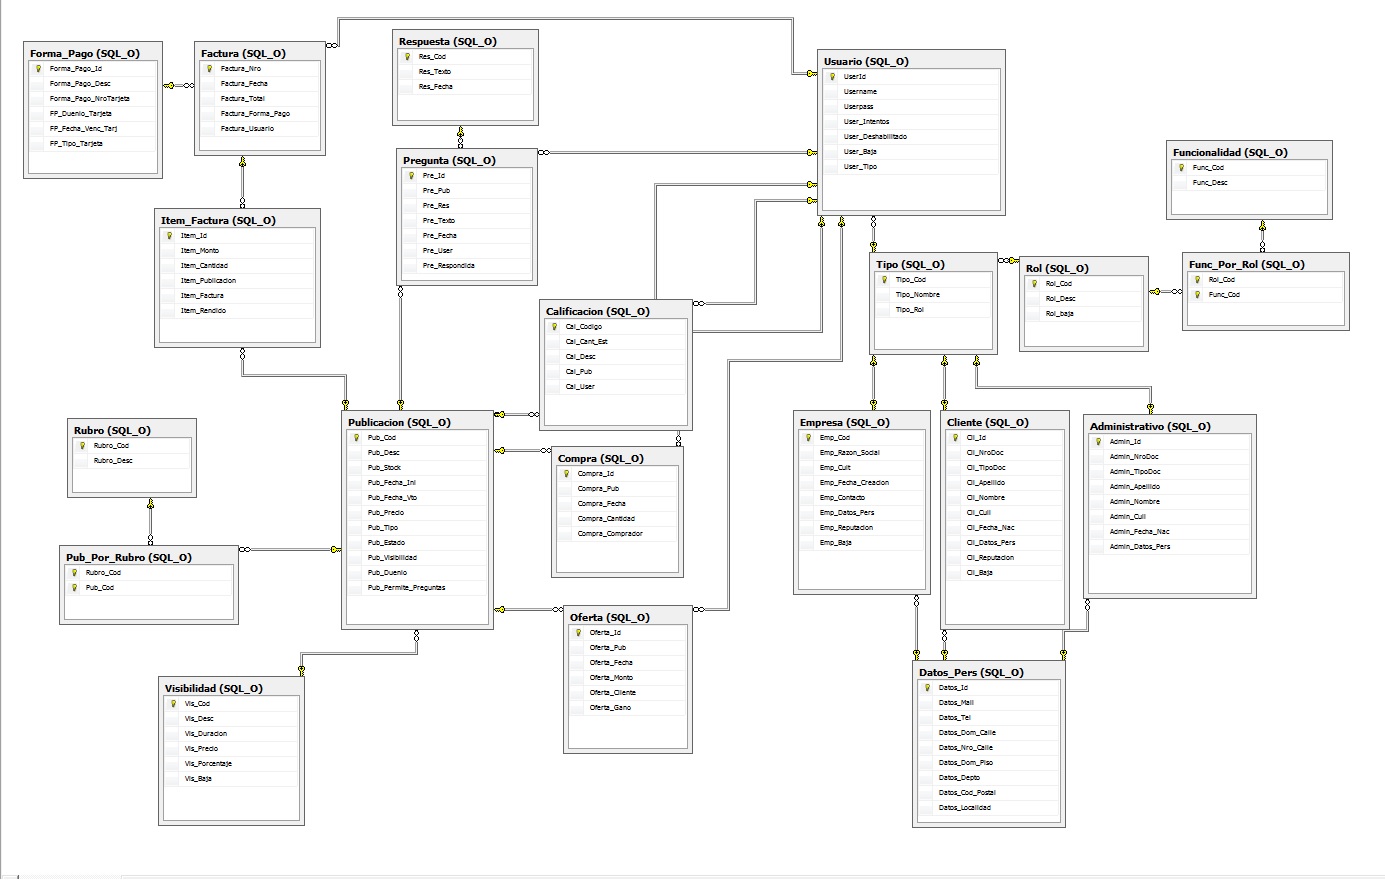 Forma_Pago (SQL_O)
Forma_Pago_Id
Forma_Pago_Desc
Forma_Pago_NroTarjeta
FP_Duenio_Tarjeta
FP_Fecha_Venc_Tarj
FP_Tipo_Tarjeta
Factura (SQL_O)
Factura_Nro
Factura_Fecha
Factura_Total
Factura_Forma_Pago
Factura_Usuario
Respuesta (SQL_O)
Res_Cod
Res_Texto
Res_Fecha
Usuario (SQL_O)
UserId
Username
Userpass
User_Intentos
User_Deshabilitado
User_Baja
User_Tipo
Pregunta (SQL_O)
Pre_Id
Pre_Pub
Pre_Res
Pre_Texto
Pre_Fecha
Pre_User
Pre_Respondida
Funcionalidad (SQL_O)
Func_Cod
Func_Desc
Item_Factura (SQL_O)
Item_Id
Item_Monto
Item_Cantidad
Item_Publicacion
Item_Factura
Item_Rendido
Tipo (SQL_O)
Tipo_Cod
Tipo_Nombre
Tipo_Rol
Rol (SQL_O)
Rol_Cod
Rol_Desc
Rol_baja
Func_Por_Rol (SQL_O)
Rol_Cod
Func_Cod
Calificacion (SQL_O)
Cal_Codigo
Cal_Cant_Est
Cal_Desc
Cal_Pub
Cal_User
Rubro (SQL_O)
Rubro_Cod
Rubro_Desc
Publicacion (SQL_O)
Pub_Cod
Pub_Desc
Pub_Stock
Pub_Fecha_Ini
Pub_Fecha_Vto
Pub_Precio
Pub_Tipo
Pub_Estado
Pub_Visibilidad
Pub_Duenio
Pub_Permite_Preguntas
Compra (SQL_O)
Compra_Id
Compra_Pub
Compra_Fecha
Compra_Cantidad
Compra_Comprador
Empresa (SQL_O)
Emp_Cod
Emp_Razon_Social
Emp_Cuit
Emp_Fecha_Creacion
Emp_Contacto
Emp_Datos_Pers
Emp_Reputacion
Emp_Baja
Cliente (SQL_O)
Cli_Id
Cli_NroDoc
Cli_TipoDoc
Cli_Apellido
Cli_Nombre
Cli_Cuil
Cli_Fecha_Nac
Cli_Datos_Pers
Cli_Reputacion
Cli_Baja
Administrativo (SQL_O)
Admin_Id
Admin_NroDoc
Admin_TipoDoc
Admin_Apellido
Admin_Nombre
Admin_Cuil
Admin_Fecha_Nac
Admin_Datos_Pers
Pub_Por_Rubro (SQL_O)
Rubro_Cod
Pub_Cod
Oferta (SQL_O)
Oferta_Id
Oferta_Pub
Oferta_Fecha
Oferta_Monto
Oferta_Cliente
Oferta_Gano
Visibilidad (SQL_O)
Vis_Cod
Vis_Desc
Vis_Duracion
Vis_Precio
Vis_Porcentaje
Vis_Baja
Datos_Pers (SQL_O)
Datos_Id
Datos_Mail
Datos_Tel
Datos_Dom_Calle
Datos_Nro_Calle
Datos_Dom_Piso
Datos_Depto
Datos_Cod_Postal
Datos_Localidad